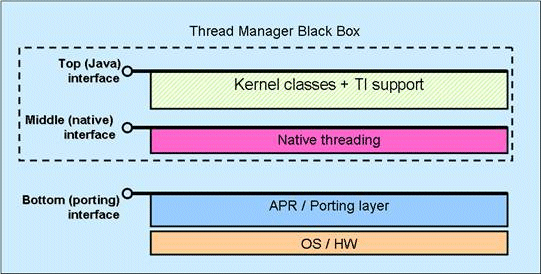 Thread Manager Black Box
Top (Java)
interface
Kernel classes + TI support
Middle (native)
interface
Native threading
Bottom (porting)
interface
APR / Porting layer
OS / HW